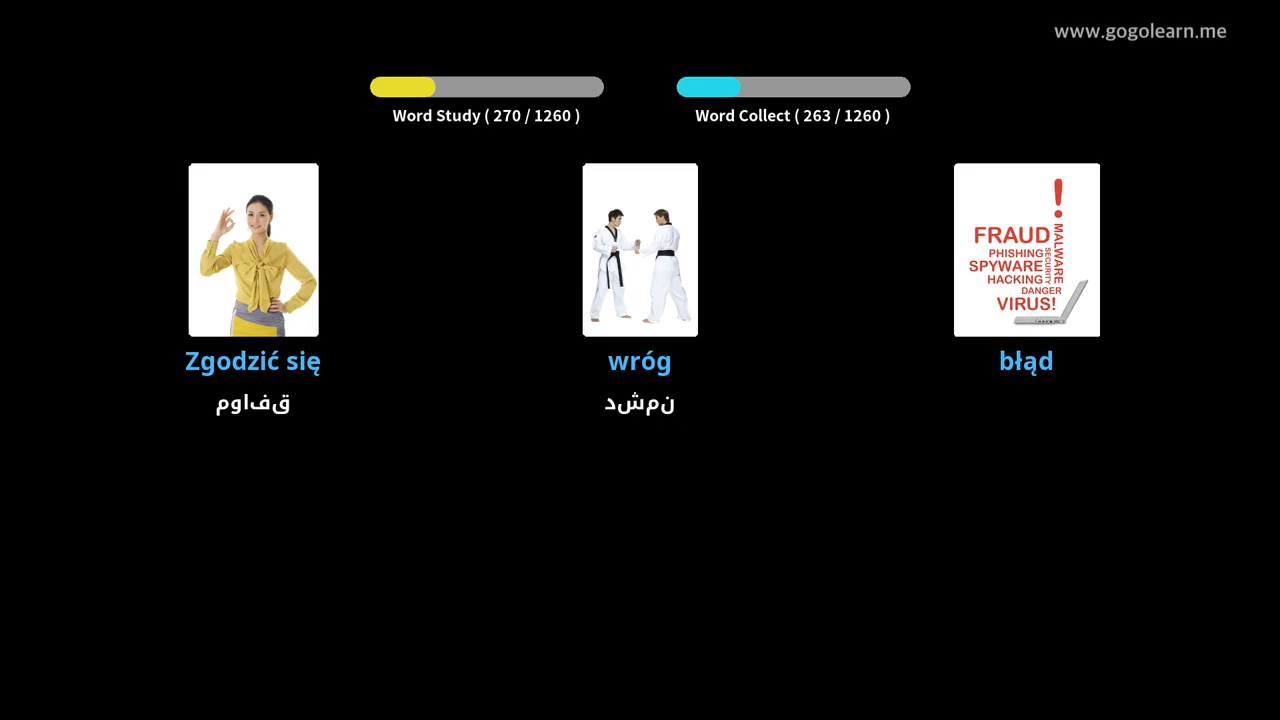 www.gogolearn.me
Word Study ( 270 / 1260 )
Word Collect ( 263 / 1260 )
FRAUD
PHISHING
SPYWARE
HACKING
DANGER
VIRUS!
!
MALWARE
SECURITY
Zgodzić się
wróg
błąd
قفاوم
نمشد